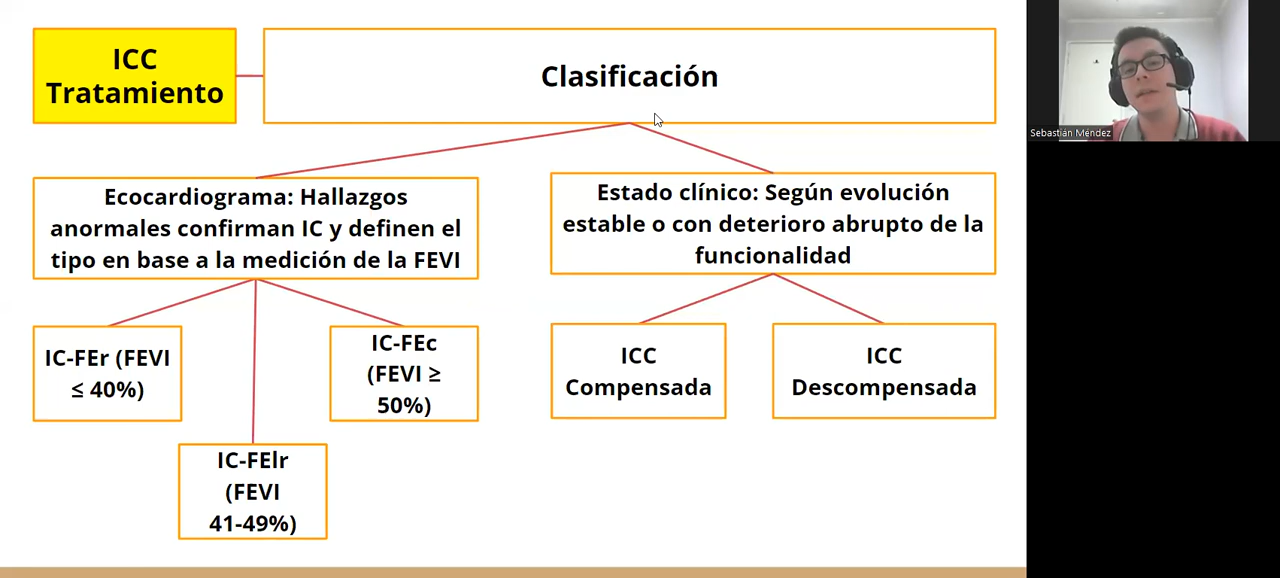 ICC
Tratamiento
Clasificación
Sebastián Méndez
Ecocardiograma: Hallazgos
anormales confirman IC y definen el
tipo en base a la medición de la FEVI
Estado clínico: Según evolución
estable o con deterioro abrupto de la
funcionalidad
IC-FEr (FEVI
≤ 40%)
IC-FEc
(FEVI ≥
50%)
ICC
Compensada
ICC
Descompensada
IC-FElr
(FEVI
41-49%)